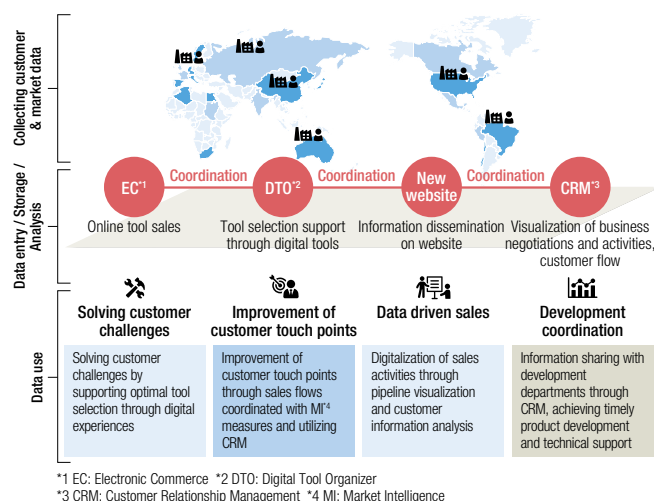 Collecting customer
& market data
Data entry / Storage /
Analysis
EC*1
Coordination
DTO*2
Coordination
New
website
Coordination
CRM*3
Online tool sales
Tool selection support
through digital tools
Information dissemination
on website
Visualization of business
negotiations and activities,
customer flow
Data use
Solving customer
challenges
Solving customer
challenges by
supporting optimal tool
selection through digital
experiences
Improvement of
customer touch points
Improvement of
customer touch points
through sales flows
coordinated with MI*4
measures and utilizing
CRM
Data driven sales
Digitalization of sales
activities through
pipeline visualization
and customer
information analysis
Development
coordination
Information sharing with
development
departments through
CRM, achieving timely
product development
and technical support
*1 EC: Electronic Commerce *2 DTO: Digital Tool Organizer
*3 CRM: Customer Relationship Management *4 MI: Market Intelligence